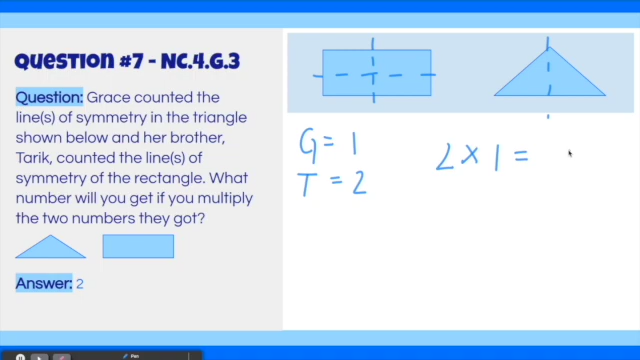 Question #7 - NC.4.G.3
Question: Grace counted the
line(s) of symmetry in the triangle
shown below and her brother,
Tarik, counted the line(s) of
symmetry of the rectangle. What
number will you get if you multiply
the two numbers they got?
Answer: 2
G = 1
T = 2
2 × 1 =
Pen